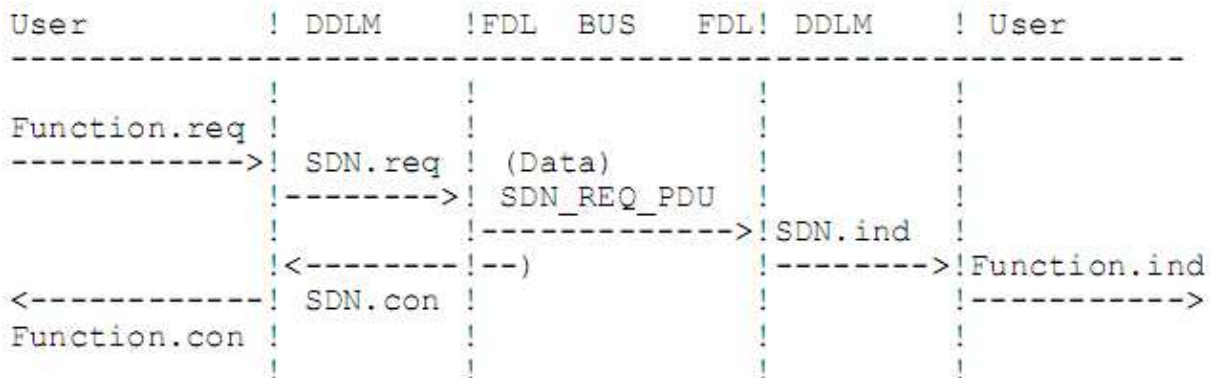 User ! DDLM !FDL BUS FDL! DDLM ! User
-------------------------------------------------------------------
! ! ! !
Function.req ! ! ! !
------------>! SDN.req ! (Data) ! !
!-------->! SDN_REQ_PDU ! !
! !------------->!SDN.ind !
!<--------!--) !-------->!Function.ind
<------------! SDN.con ! ! !----------->
Function.con ! ! ! !
! ! ! !